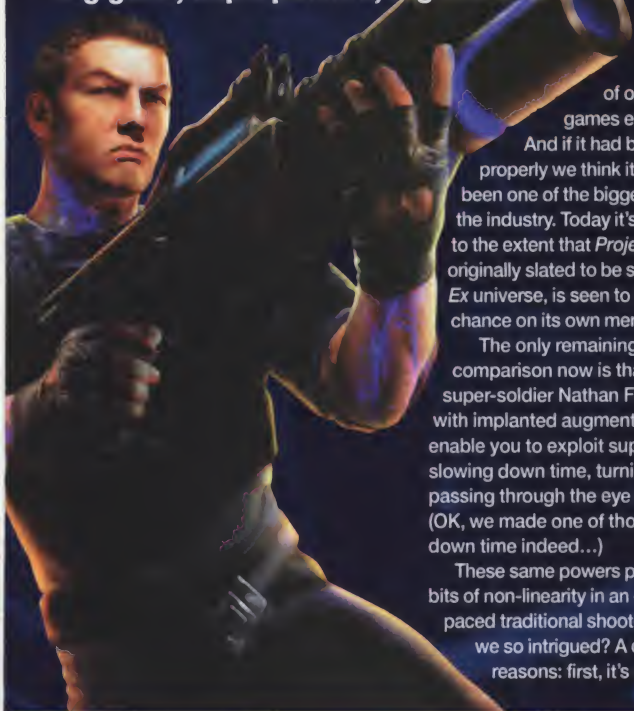 of o
games e
And if it had b
properly we think it
been one of the bigge
the industry. Today it's
to the extent that Proje
originally slated to be s
Ex universe, is seen to
chance on its own mer
The only remaining
comparison now is tha
super-soldier Nathan F
with implanted augment
enable you to exploit sup
slowing down time, turni
passing through the eye
(OK, we made one of tho
down time indeed...)
These same powers p
bits of non-linearity in an
paced traditional shoot
we so intrigued? A c
reasons: first, it's